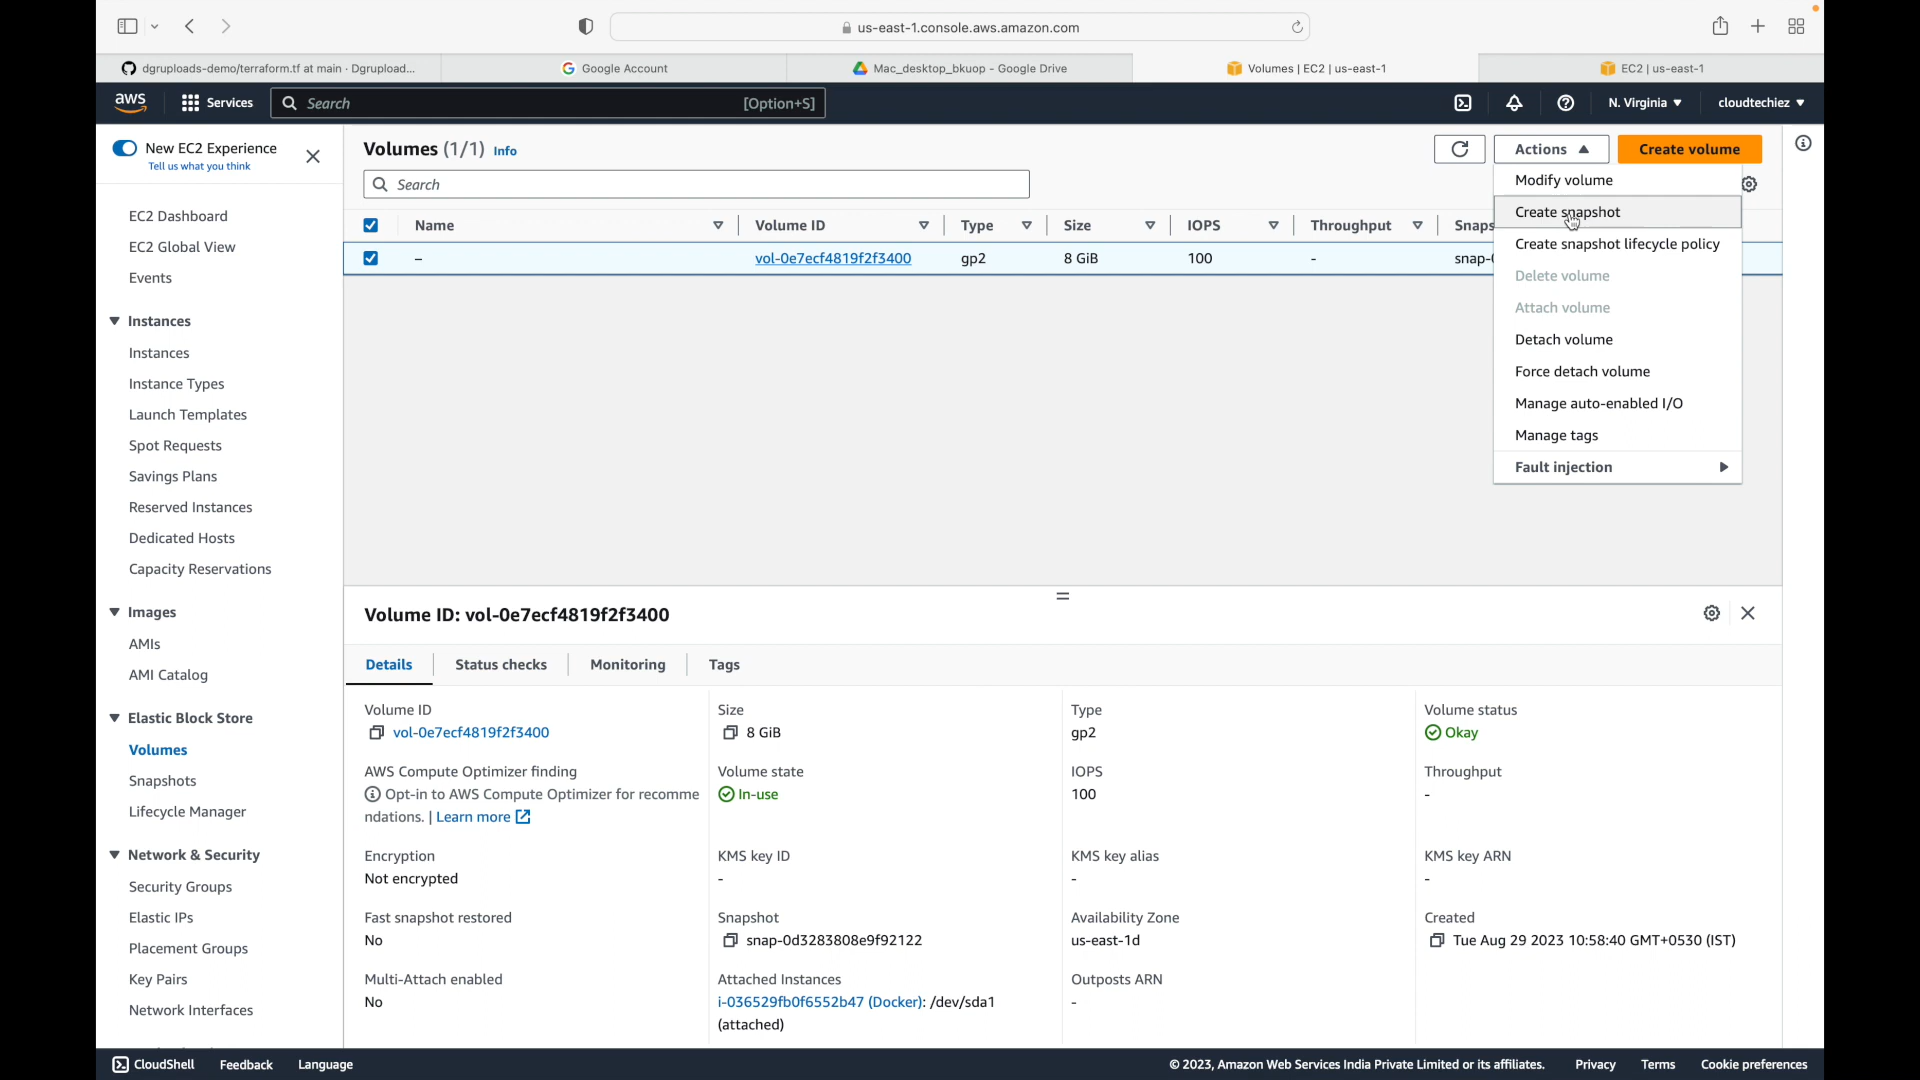 us-east-1.console.aws.amazon.com
dgruploads-demo/terraform.tf at main · Dgrupload...
Google Account
Mac_desktop_bkuop - Google Drive
Volumes | EC2 | us-east-1
EC2 | us-east-1
aws
Services
Search
[Option+S]
N. Virginia
cloudtechiez
New EC2 Experience
Tell us what you think
Volumes (1/1) Info
Actions
Create volume
Search
Modify volume
Create snapshot
Create snapshot lifecycle policy
Delete volume
Attach volume
Detach volume
Force detach volume
Manage auto-enabled I/O
Manage tags
Fault injection
Name Volume ID Type Size IOPS Throughput Snaps
– vol-0e7ecf4819f2f3400 gp2 8 GiB 100 - snap-
EC2 Dashboard
EC2 Global View
Events
Instances
Instances
Instance Types
Launch Templates
Spot Requests
Savings Plans
Reserved Instances
Dedicated Hosts
Capacity Reservations
Images
AMIs
AMI Catalog
Elastic Block Store
Volumes
Snapshots
Lifecycle Manager
Network & Security
Security Groups
Elastic IPs
Placement Groups
Key Pairs
Network Interfaces
Volume ID: vol-0e7ecf4819f2f3400
Details Status checks Monitoring Tags
Volume ID
vol-0e7ecf4819f2f3400
Size
8 GiB
Type
gp2
Volume status
Okay
AWS Compute Optimizer finding
Opt-in to AWS Compute Optimizer for recomme
ndations. | Learn more
Volume state
In-use
IOPS
100
Throughput
-
Encryption
Not encrypted
KMS key ID
-
KMS key alias
-
KMS key ARN
-
Fast snapshot restored
No
Snapshot
snap-0d3283808e9f92122
Availability Zone
us-east-1d
Created
Tue Aug 29 2023 10:58:40 GMT+0530 (IST)
Multi-Attach enabled
No
Attached Instances
i-036529fb0f6552b47 (Docker): /dev/sda1
(attached)
Outposts ARN
-
CloudShell
Feedback
Language
© 2023, Amazon Web Services India Private Limited or its affiliates.
Privacy
Terms
Cookie preferences